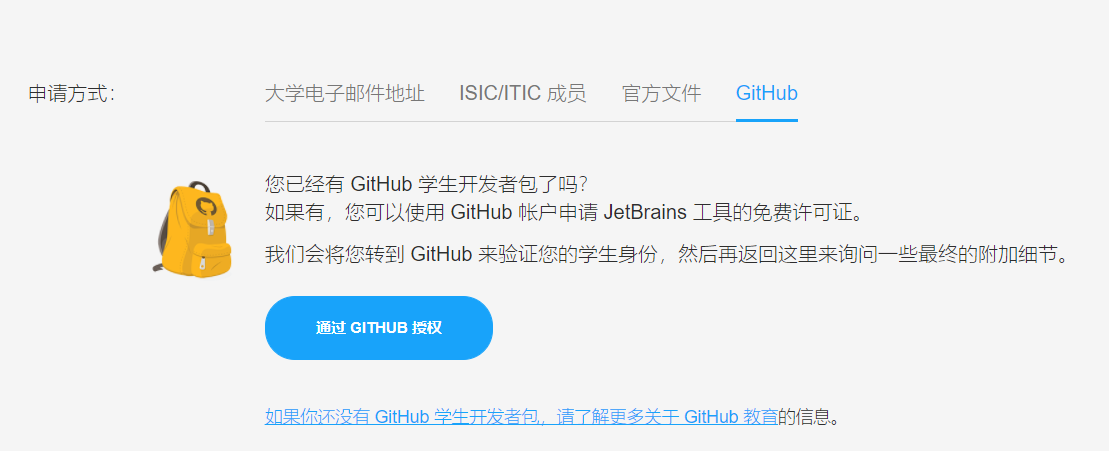 申请方式：
大学电子邮件地址 ISIC/ITIC 成员 官方文件 GitHub
您已经有 GitHub 学生开发者包了吗？
如果有，您可以使用 GitHub 帐户申请 JetBrains 工具的免费许可证。
我们会将您转到 GitHub 来验证您的学生身份，然后再返回这里来询问一些最终的附加细节。
通过 GITHUB 授权
如果你还没有 GitHub 学生开发者包，请了解更多关于 GitHub 教育的信息。